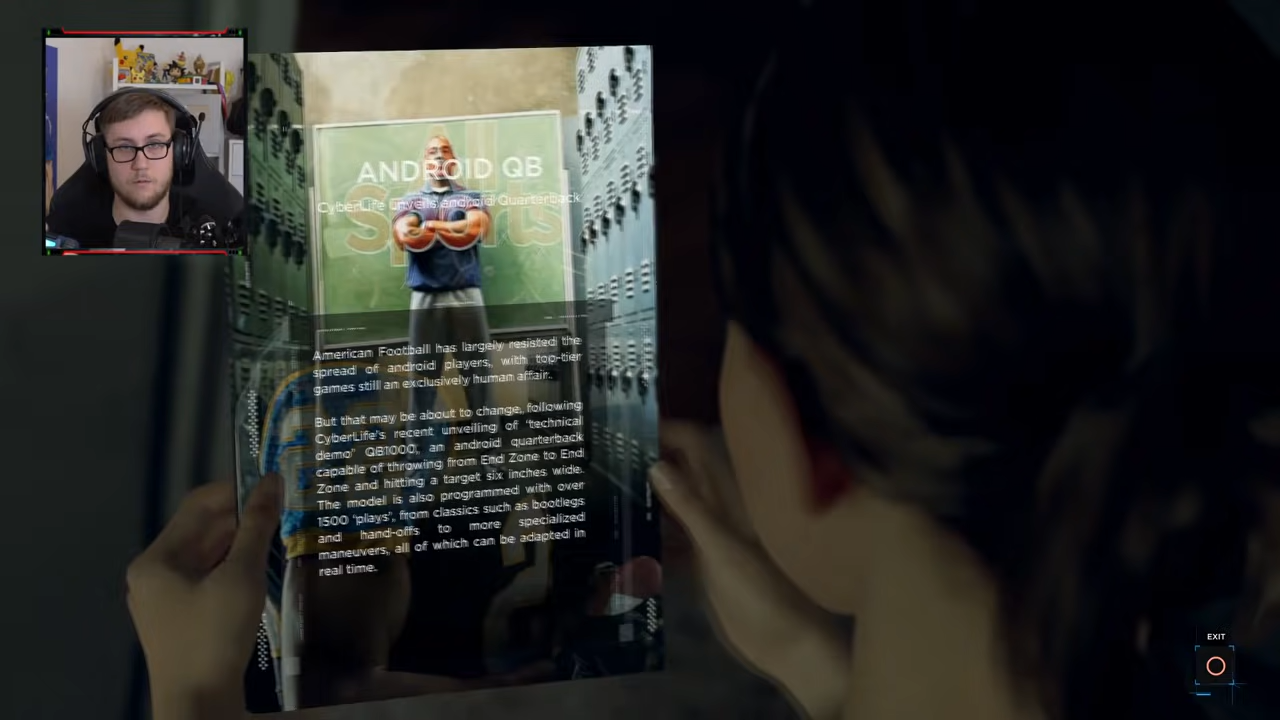 ANDROID QB
CyberLife unveils android Quarterback
Sports
American Football has largely resisted the
spread of android players, with top-tier
games still an exclusively human affair.
But that may be about to change, following
CyberLife's recent unveiling of "technical
demo" QB1000, an android quarterback
capable of throwing from End Zone to End
Zone and hitting a target six inches wide.
The model is also programmed with over
1500 "plays", from classics such as bootlegs
and hand-offs to more specialized
maneuvers, all of which can be adapted in
real time.
EXIT